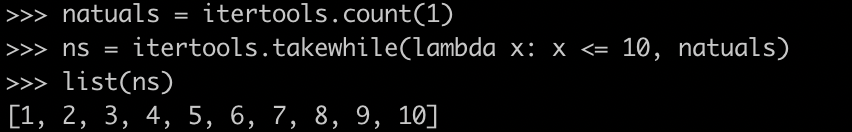 >>> natuals = itertools.count(1)
>>> ns = itertools.takewhile(lambda x: x <= 10, natuals)
>>> list(ns)
[1, 2, 3, 4, 5, 6, 7, 8, 9, 10]